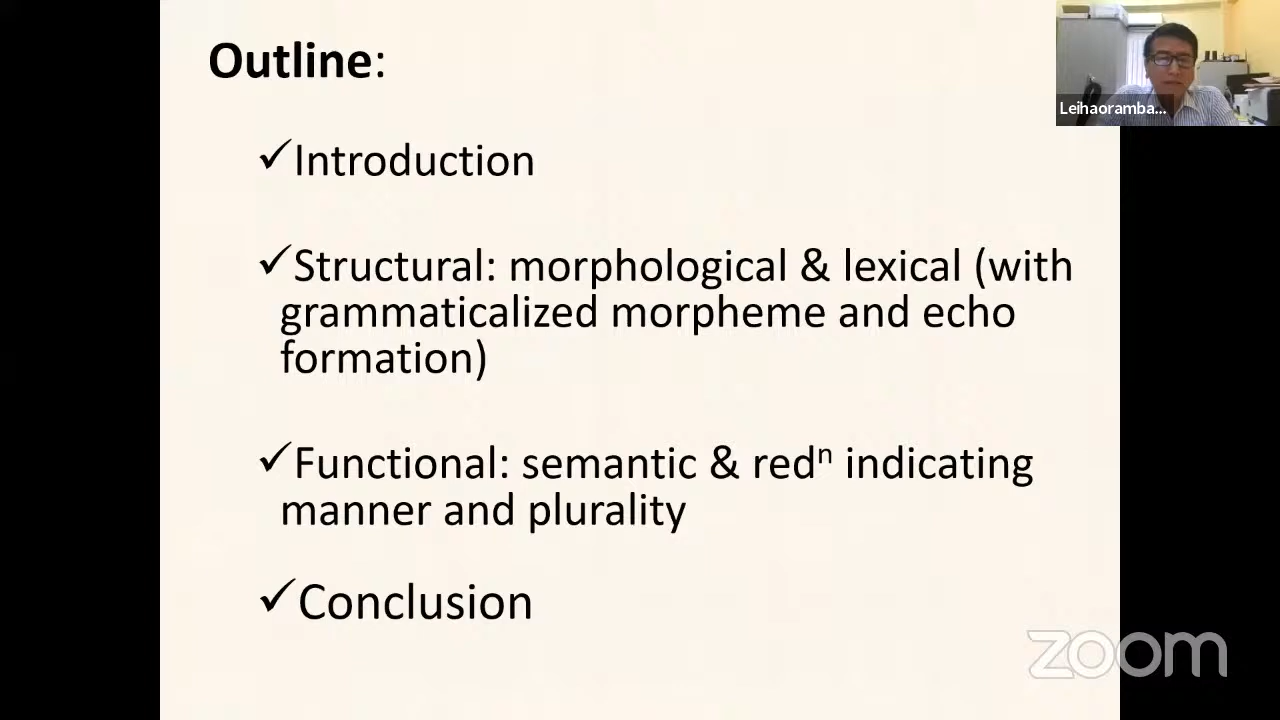 Outline:
Leihaoramba...
✓Introduction
✓Structural: morphological & lexical (with
grammaticalized morpheme and echo
formation)
✓Functional: semantic & redⁿ indicating
manner and plurality
✓Conclusion
zoom